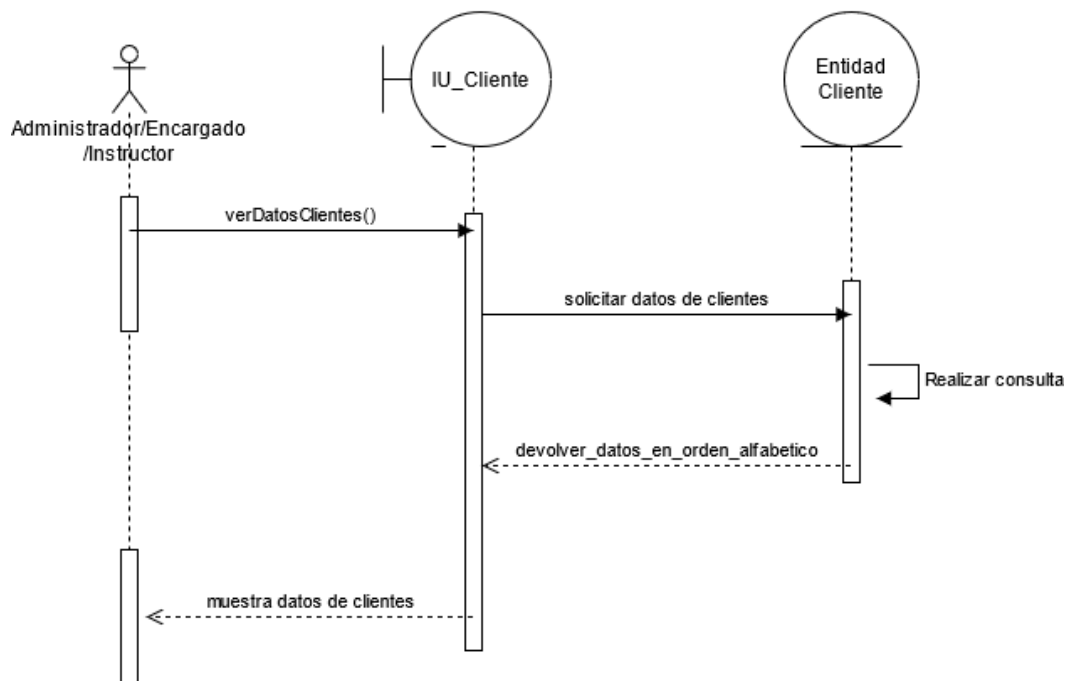 IU_Cliente
Entidad
Cliente
Administrador/Encargado
/Instructor
verDatosClientes()
solicitar datos de clientes
Realizar consulta
devolver_datos_en_orden_alfabetico
muestra datos de clientes